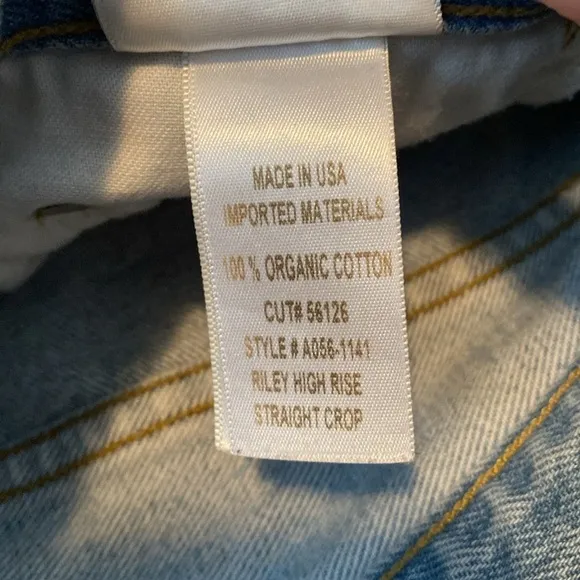 MADE IN USA
IMPORTED MATERIALS
100 % ORGANIC COTTON
CUT# 56126
STYLE # A056-1141
RILEY HIGH RISE
STRAIGHT CROP